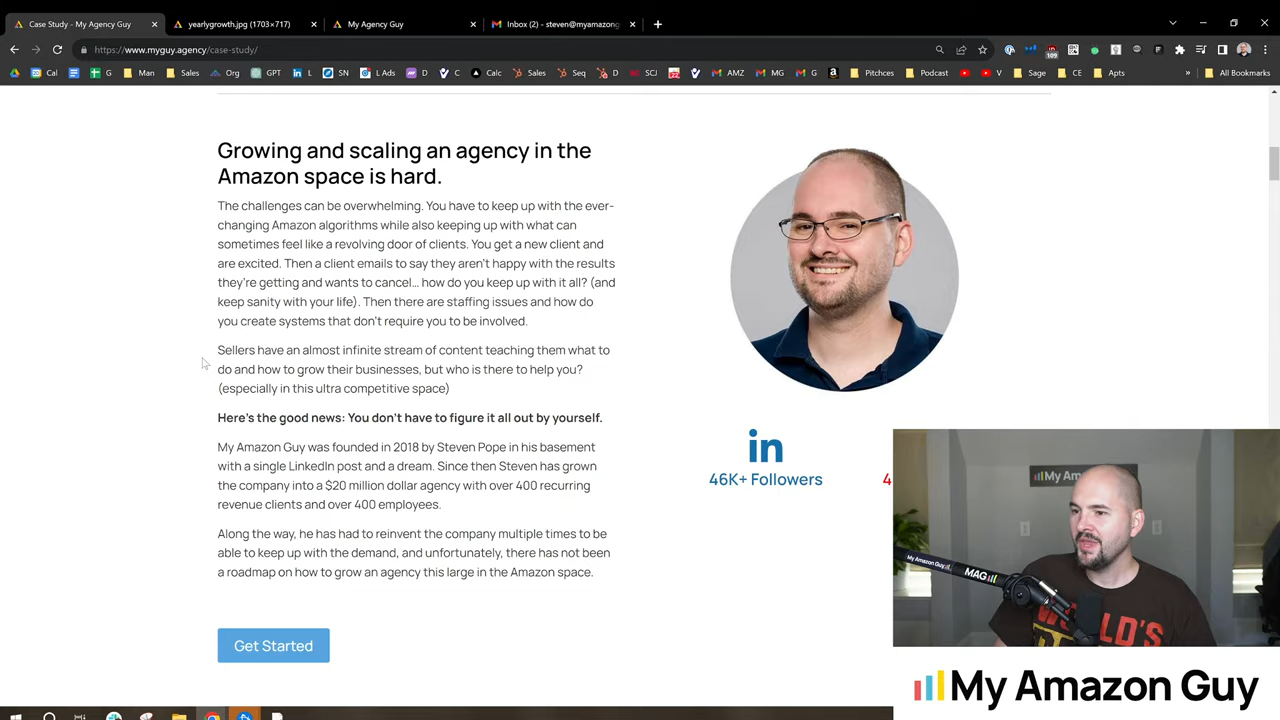 Case Study - My Agency Guy
yearlygrowth.jpg (1703×317)
My Agency Guy
Inbox (2) - steven@myamazong
https://www.myguy.agency/case-study/
109
Cal
G
Man
Sales
Org
GPT
L
SN
L Ads
D
C
Calc
Sales
Seq
D
SCJ
AMZ
MG
G
Pitchces
Podcast
V
Sage
CE
Apts
»
All Bookmarks
Growing and scaling an agency in the
Amazon space is hard.
The challenges can be overwhelming. You have to keep up with the ever-
changing Amazon algorithms while also keeping up with what can
sometimes feel like a revolving door of clients. You get a new client and
are excited. Then a client emails to say they aren't happy with the results
they're getting and wants to cancel... how do you keep up with it all? (and
keep sanity with your life). Then there are staffing issues and how do
you create systems that don't require you to be involved.
Sellers have an almost infinite stream of content teaching them what to
do and how to grow their businesses, but who is there to help you?
(especially in this ultra competitive space)
Here's the good news: You don't have to figure it all out by yourself.
My Amazon Guy was founded in 2018 by Steven Pope in his basement
with a single LinkedIn post and a dream. Since then Steven has grown
the company into a $20 million dollar agency with over 400 recurring
revenue clients and over 400 employees.
Along the way, he has had to reinvent the company multiple times to be
able to keep up with the demand, and unfortunately, there has not been
a roadmap on how to grow an agency this large in the Amazon space.
Get Started
in
46K+ Followers
4
My Am
My Amazon Guy
MAG
My Amazon Guy